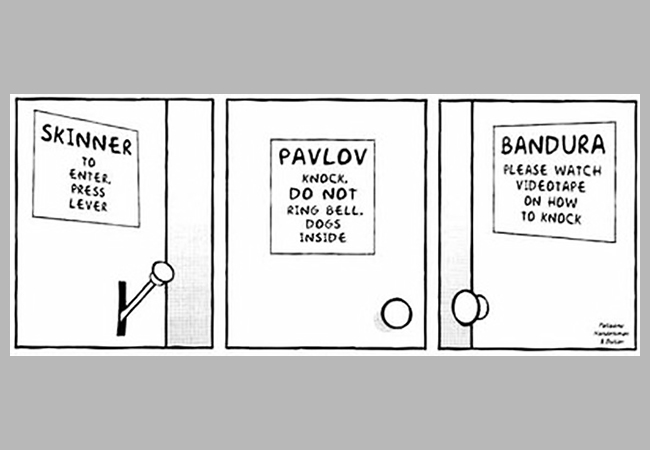 SKINNER
TO
ENTER,
PRESS
LEVER
PAVLOV
KNOCK.
DO NOT
RING BELL.
DOGS
INSIDE
BANDURA
PLEASE WATCH
VIDEOTAPE
ON HOW
TO KNOCK